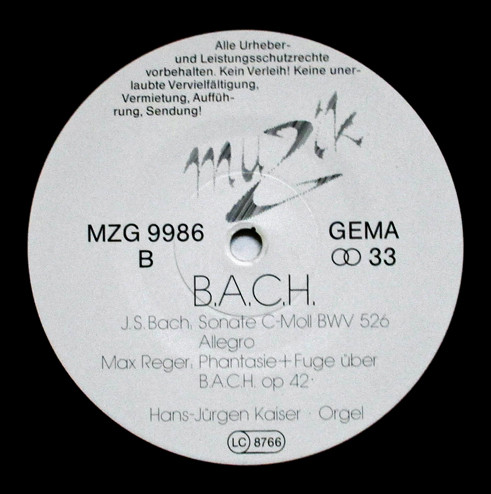 Alle Urheber-
und Leistungsschutzrechte
vorbehalten. Kein Verleih! Keine uner-
laubte Vervielfältigung,
Vermietung, Auffüh-
rung, Sendung!
muzik
MZG 9986
B
GEMA
33
B.A.C.H.
J.S.Bach, Sonate C-Moll BWV 526
Allegro
Max Reger, Phantasie+Fuge über
B.A.C.H. op 42·
Hans-Jürgen Kaiser · Orgel
LC 8766